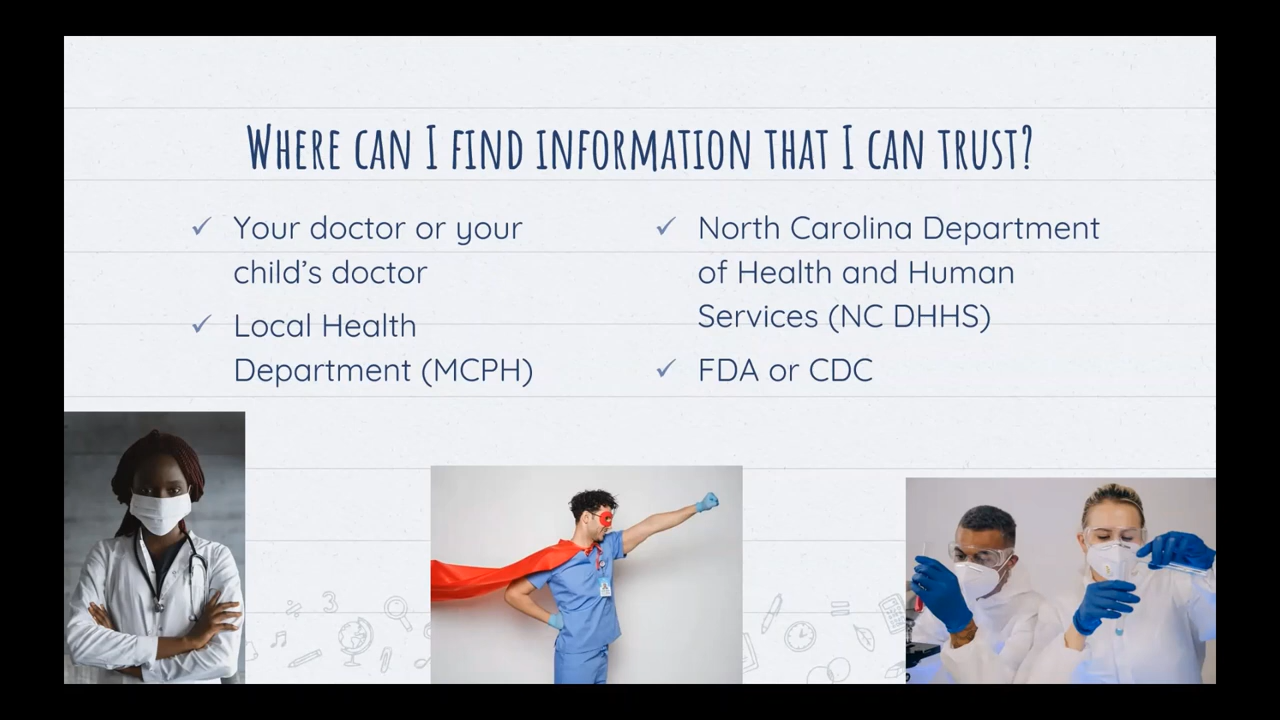 Where can I find information that I can trust?
✓ Your doctor or your
child's doctor
✓ Local Health
Department (MCPH)
✓ North Carolina Department
of Health and Human
Services (NC DHHS)
✓ FDA or CDC
3